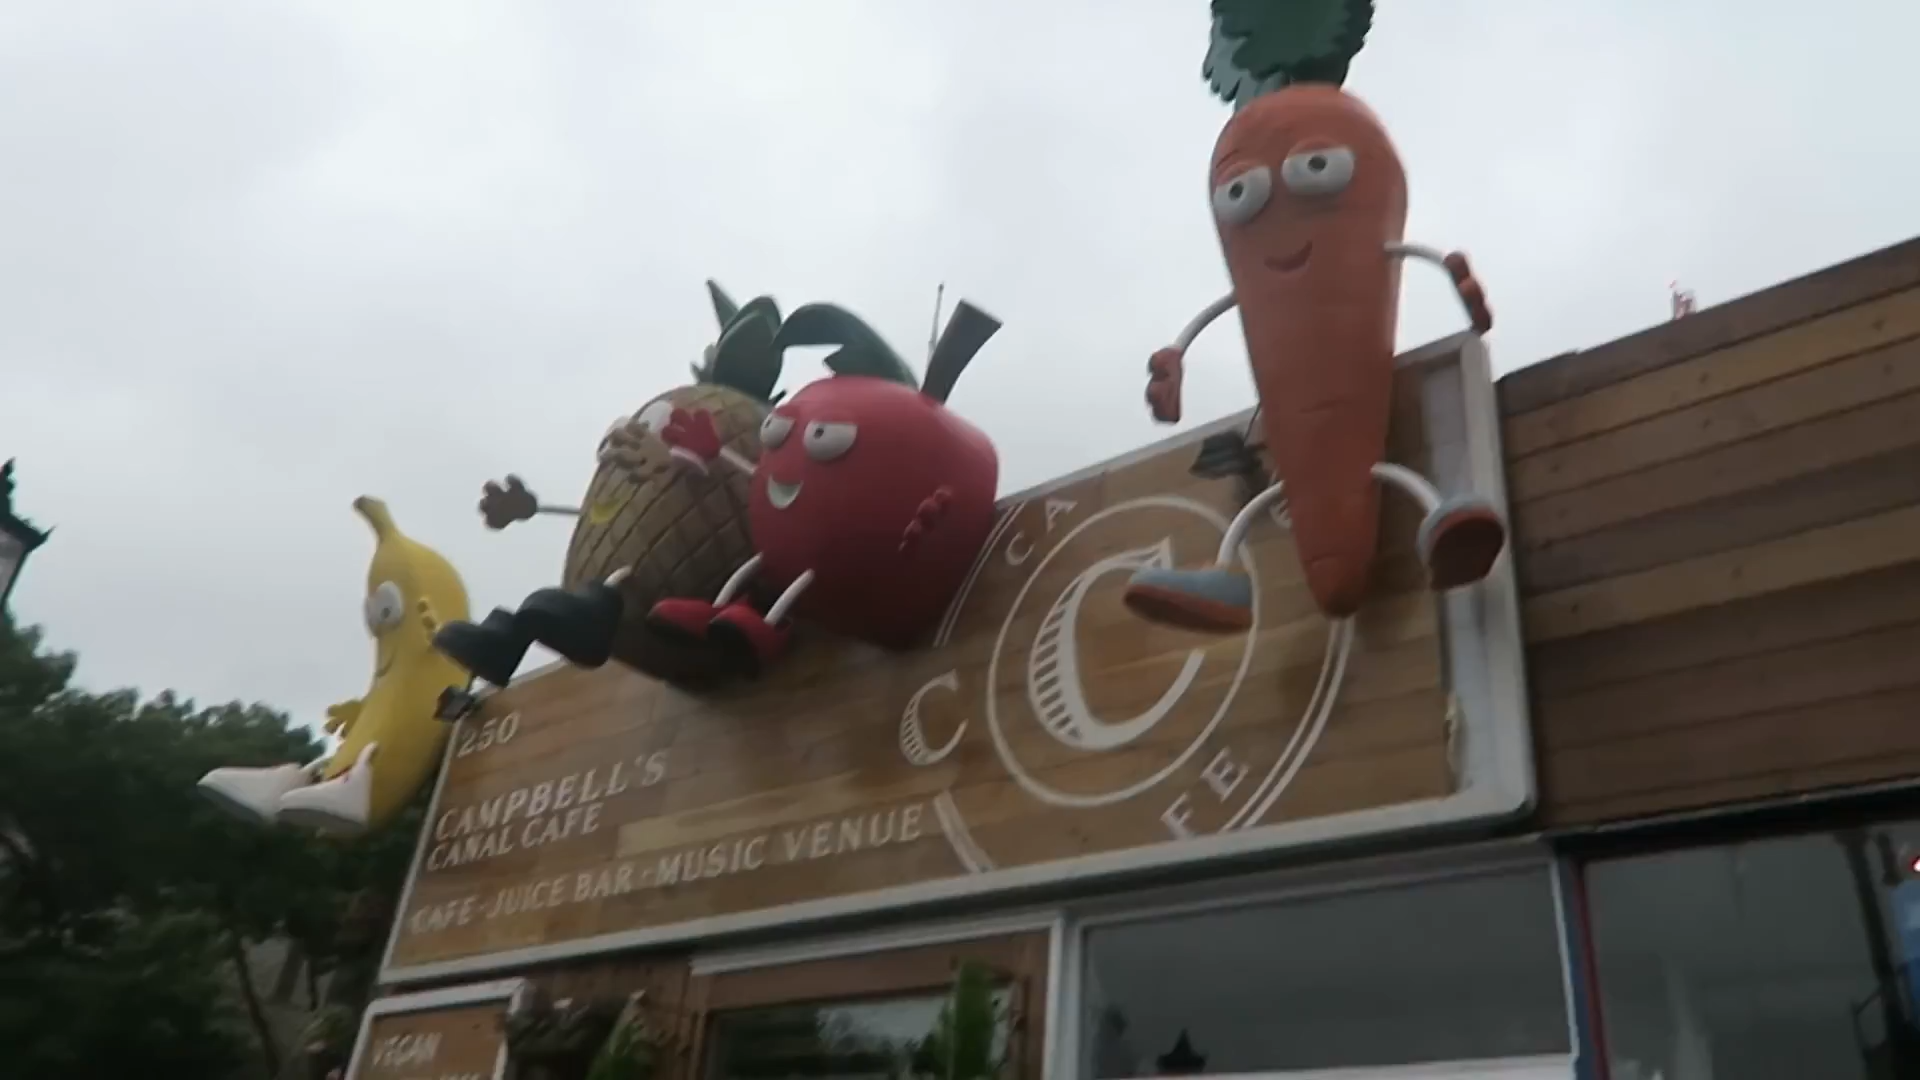 250
CAMPBELL'S
CANAL CAFE
CAFE-JUICE BAR-MUSIC VENUE
C
C
CA
FE
VEGAN